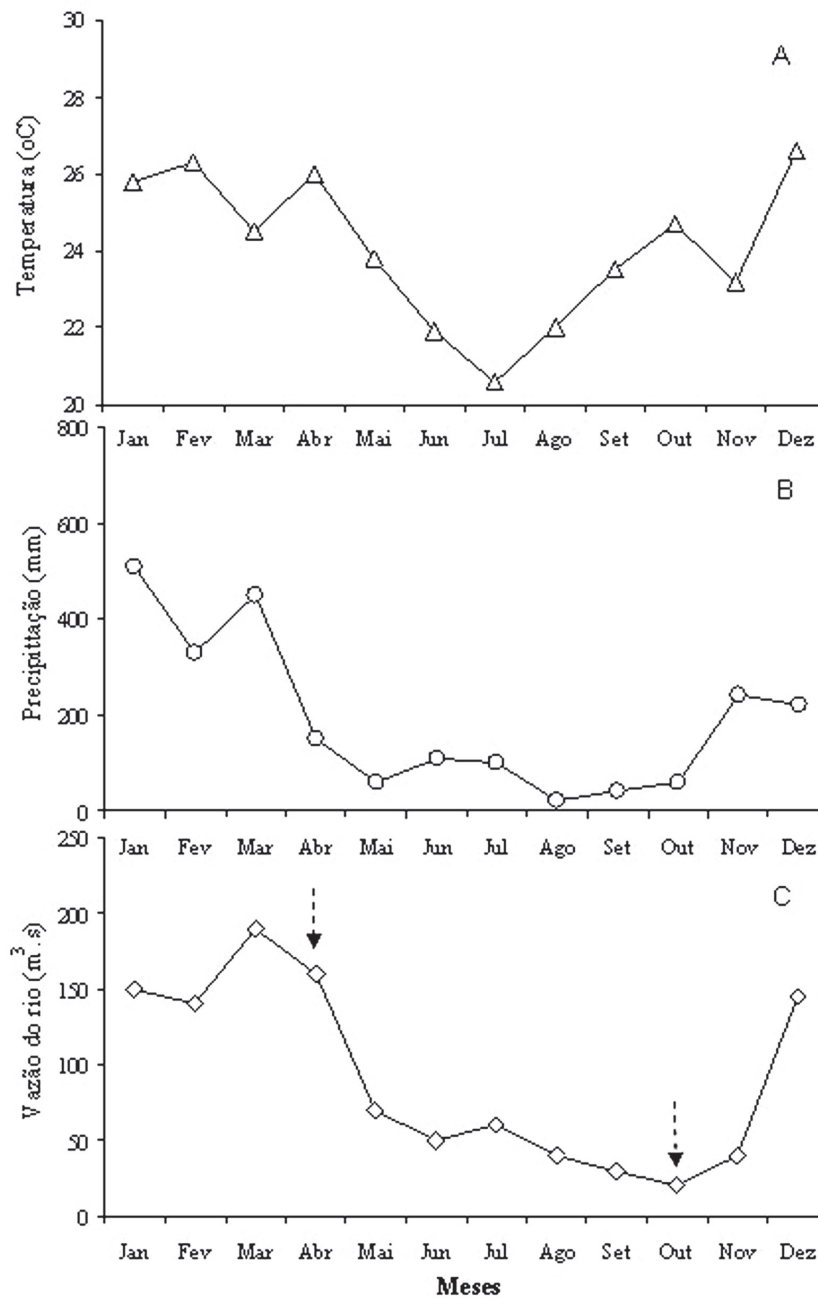 A
Temperatura (oC)
30
28
26
24
22
20
Jan Fev Mar Abr Mai Jun Jul Ago Set Out Nov Dez
B
Precipittação (mm)
800
600
400
200
0
Jan Fev Mar Abr Mai Jun Jul Ago Set Out Nov Dez
C
Vazão do rio (m³.s)
250
200
150
100
50
0
Jan Fev Mar Abr Mai Jun Jul Ago Set Out Nov Dez
Meses